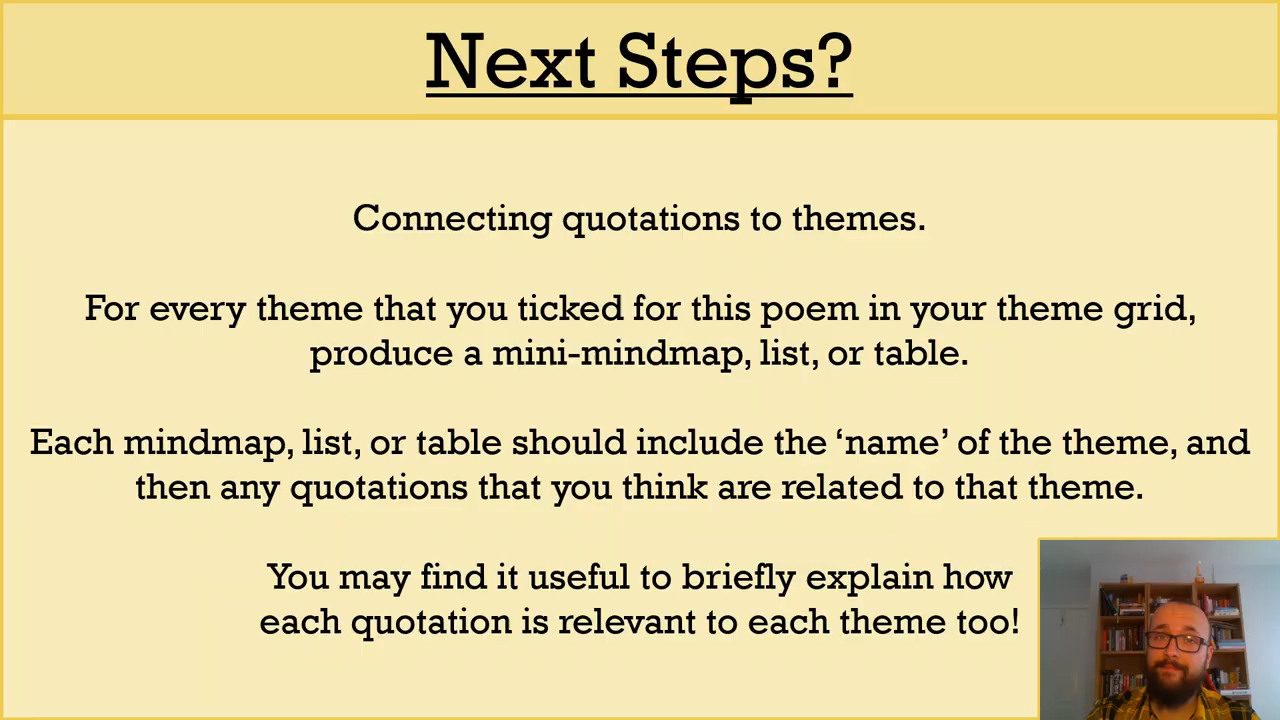 Next Steps?
Connecting quotations to themes.
For every theme that you ticked for this poem in your theme grid,
produce a mini-mindmap, list, or table.
Each mindmap, list, or table should include the ‘name’ of the theme, and
then any quotations that you think are related to that theme.
You may find it useful to briefly explain how
each quotation is relevant to each theme too!